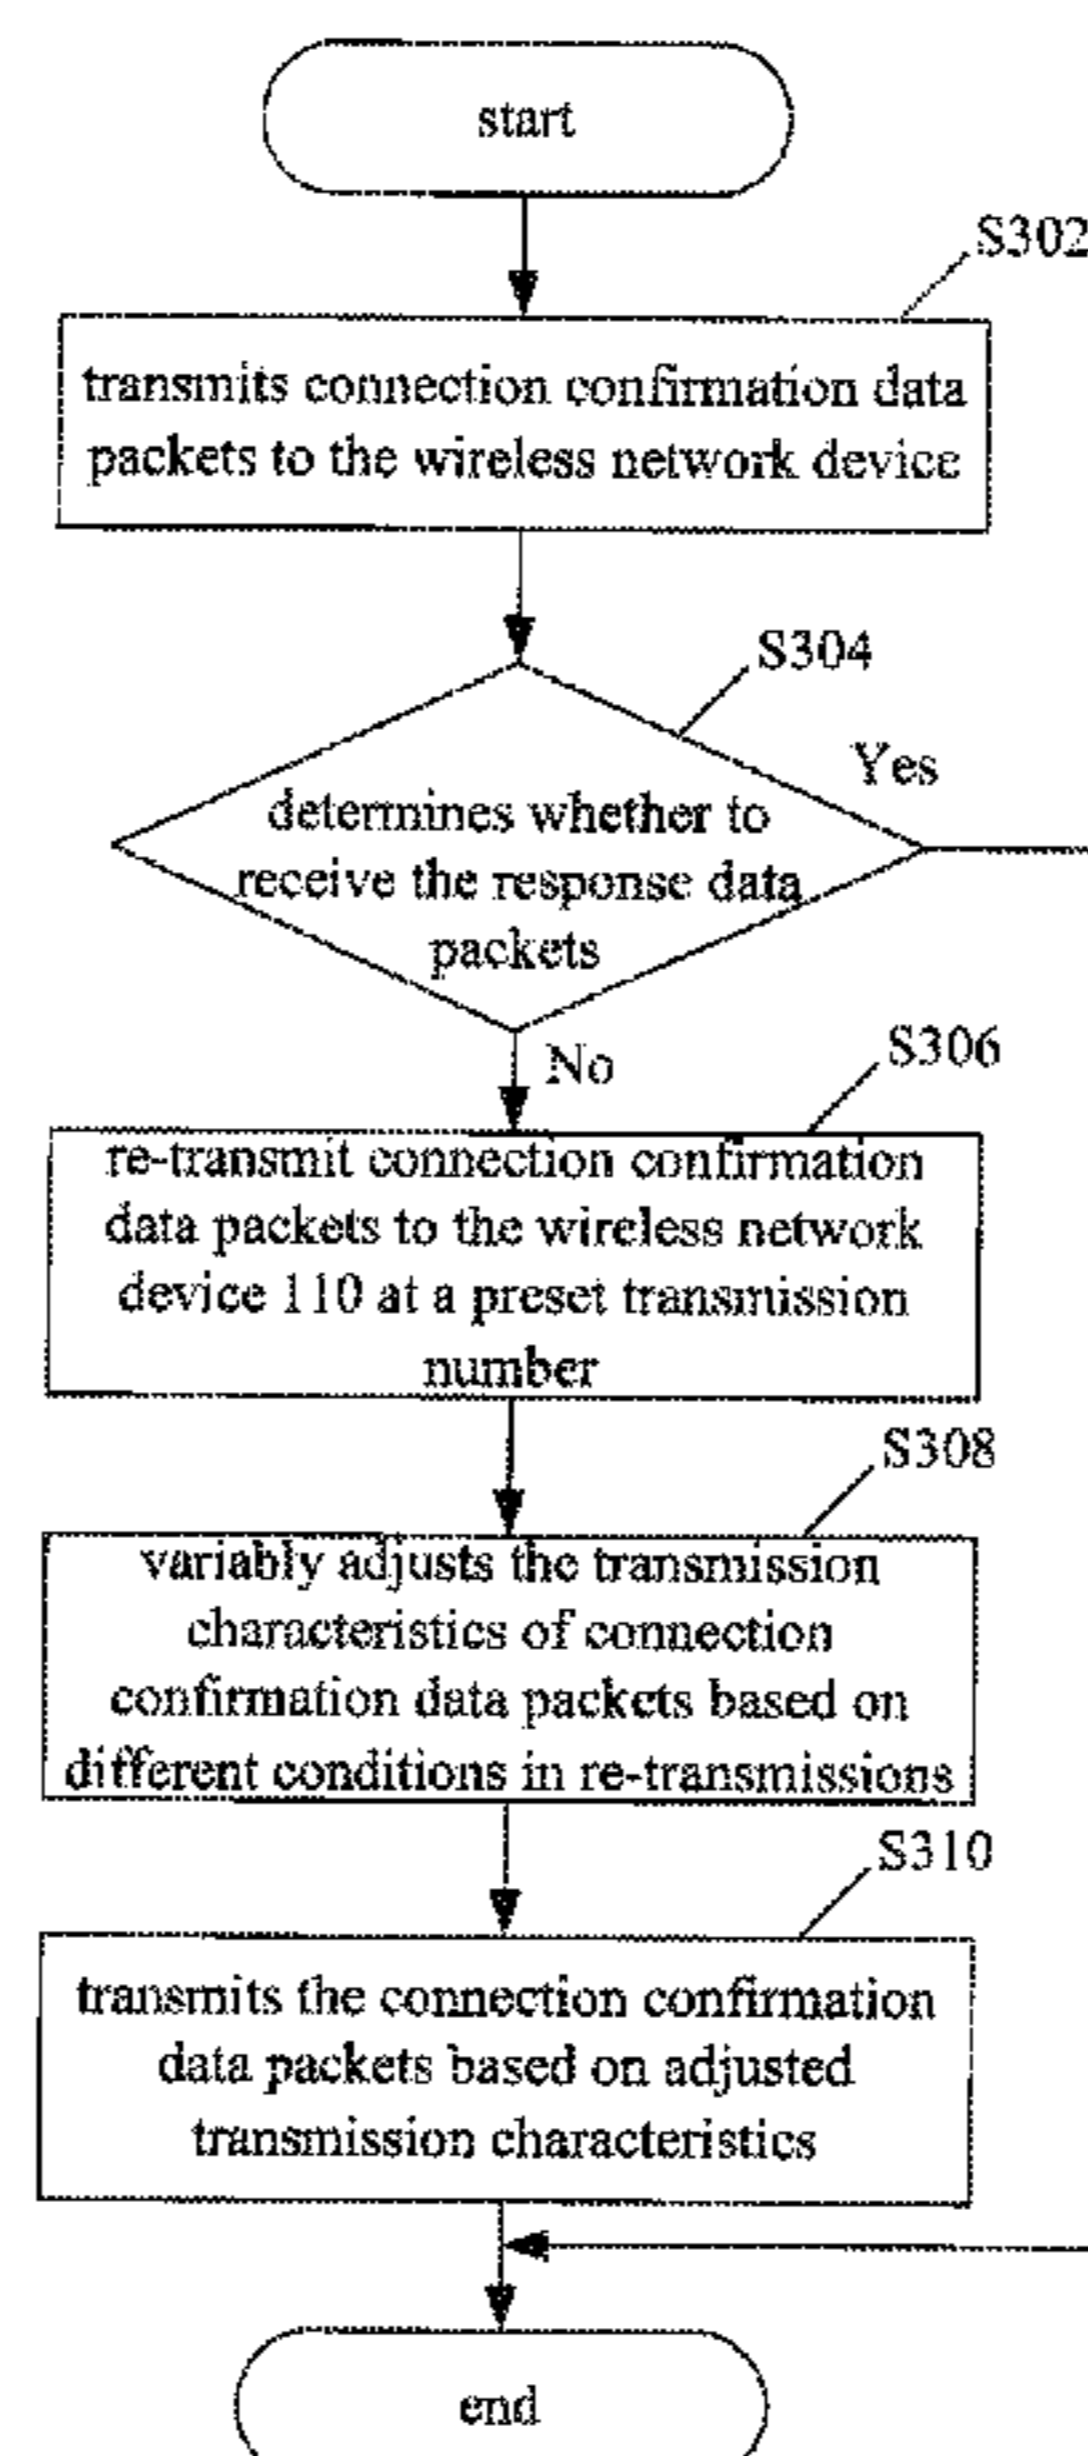 start
S302
transmits connection confirmation data
packets to the wireless network device
S304
Yes
determines whether to
receive the response data
packets
No
S306
re-transmit connection confirmation
data packets to the wireless network
device 110 at a preset transmission
number
S308
variably adjusts the transmission
characteristics of connection
confirmation data packets based on
different conditions in re-transmissions
S310
transmits the connection confirmation
data packets based on adjusted
transmission characteristics
end